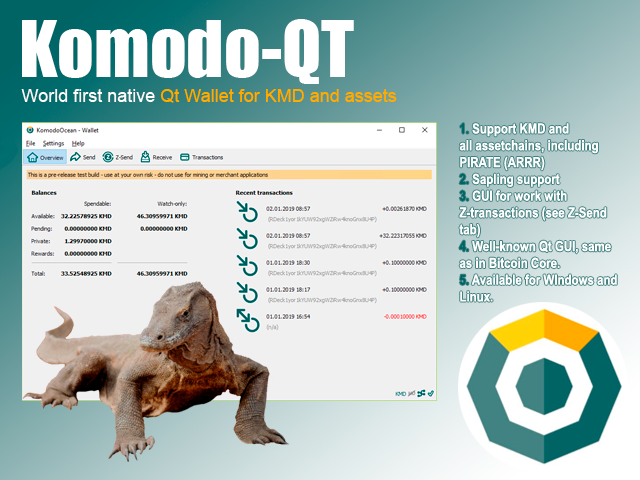 Komodo-QT
World first native Qt Wallet for KMD and assets
KomodoOcean - Wallet
File Settings Help
Overview Send Z-Send Receive Transactions
This is a pre-release test build - use at your own risk - do not use for mining or merchant applications
Balances
Spendable: Watch-only:
Available: 32.22578925 KMD 46.30959971 KMD
Pending: 0.00000000 KMD 0.00000000 KMD
Private: 1.29970000 KMD
Rewards: 0.00000000 KMD
Total: 33.52548925 KMD 46.30959971 KMD
Recent transactions
02.01.2019 08:57 +0.00261870 KMD
02.01.2019 08:57 +32.22317055 KMD
01.01.2019 18:30 +0.10000000 KMD
01.01.2019 18:17 +0.10000000 KMD
01.01.2019 16:54 -0.00010000 KMD
(n/a)
KMD
1. Support KMD and
all assetchains, including
PIRATE (ARRR)
2. Sapling support
3. GUI for work with
Z-transactions (see Z-Send
tab)
4. Well-known Qt GUI, same
as in Bitcoin Core.
5. Available for Windows and
Linux.